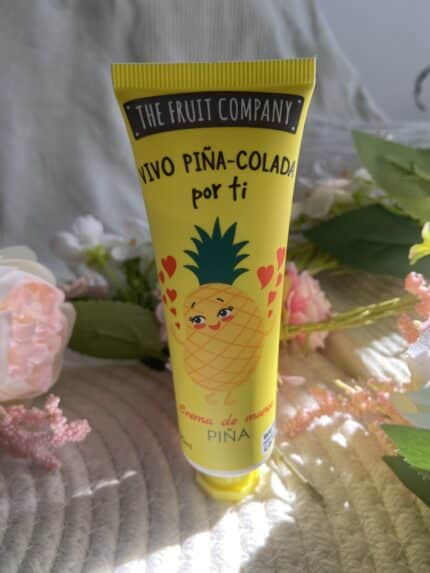 THE FRUIT COMPANY
VIVO PIÑA-COLADA
por ti
Crema de manos
PIÑA